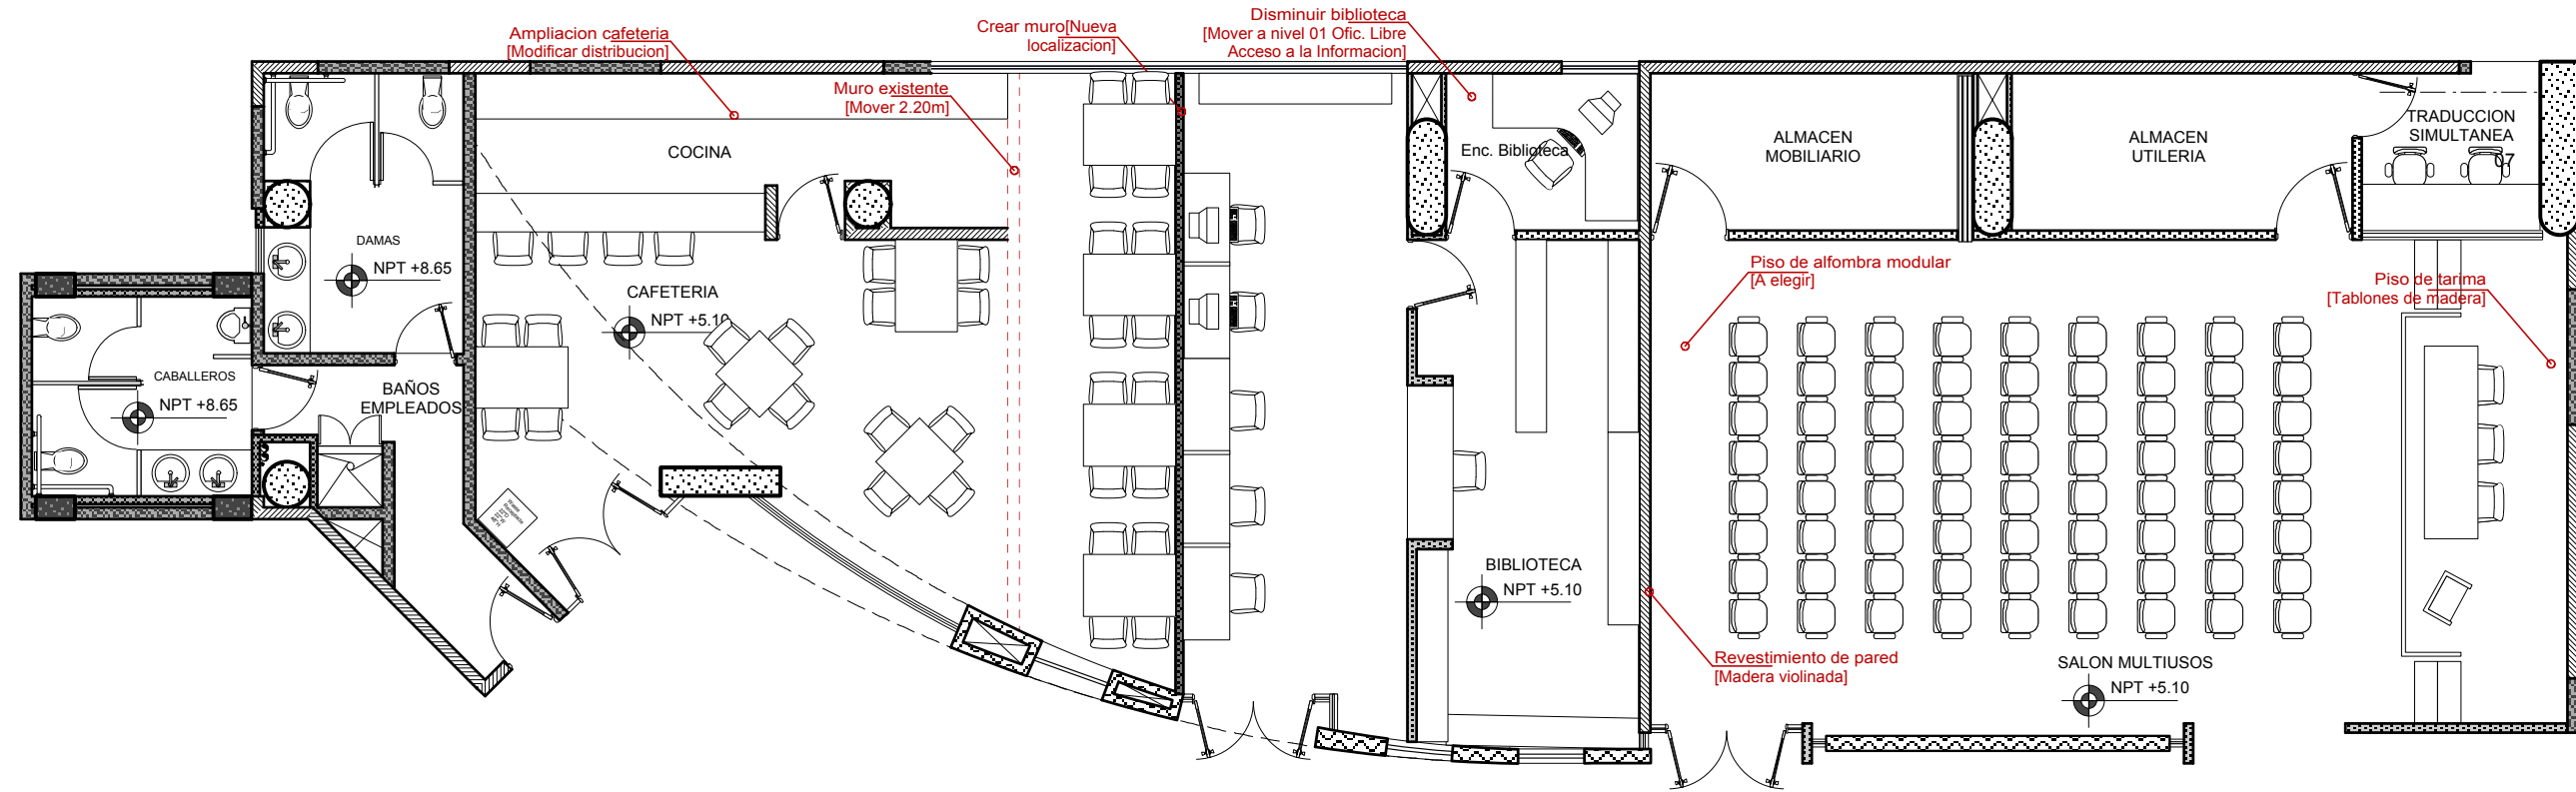 Ampliacion cafeteria
[Modificar distribucion]
Crear muro[Nueva
localizacion]
Disminuir biblioteca
[Mover a nivel 01 Ofic. Libre
Acceso a la Informacion]
Muro existente
[Mover 2.20m]
COCINA
Enc. Biblioteca
ALMACEN
MOBILIARIO
ALMACEN
UTILERIA
TRADUCCION
SIMULTANEA
07
DAMAS
NPT +8.65
CAFETERIA
NPT +5.10
Piso de alfombra modular
[A elegir]
Piso de tarima
[Tablones de madera]
CABALLEROS
NPT +8.65
BAÑOS
EMPLEADOS
BIBLIOTECA
NPT +5.10
Revestimiento de pared
[Madera violinada]
SALON MULTIUSOS
NPT +5.10